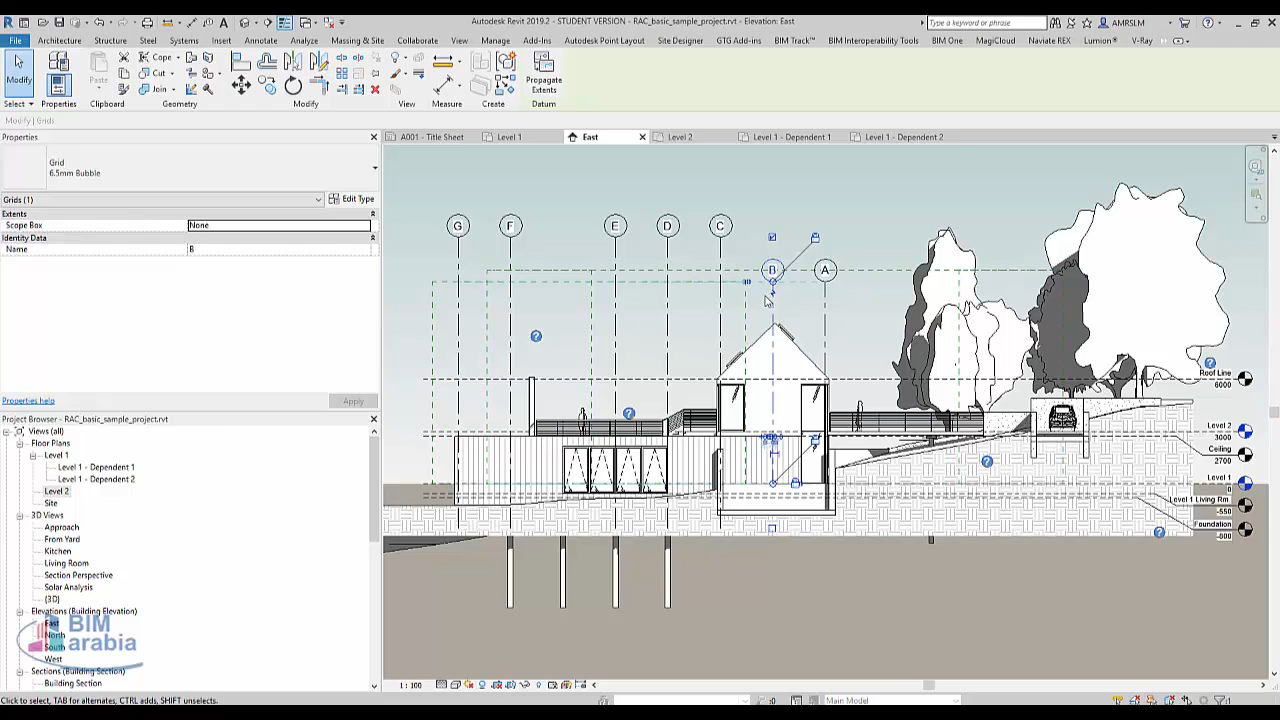 Autodesk Revit 2019.2 - STUDENT VERSION - RAC_basic_sample_project.rvt - Elevation: East
Type a keyword or phrase
AMRSLM
File Architecture Structure Steel Systems Insert Annotate Analyze Massing & Site Collaborate View Manage Add-Ins Autodesk Point Layout Site Designer BG Add-ins BIM Track™ BIM Interoperability Tools BIM One MagiCloud Naviate REX Lumion® V-Ray
Modify
Paste
Cope
Cut
Join
Propagate
Extents
Select Properties Clipboard Geometry Modify View Measure Create Datum
Modify | Grids
Properties
A001 - Title Sheet Level 1 East Level 2 Level 1 - Dependent 1 Level 1 - Dependent 2
Grid
6.5mm Bubble
Grids (1) Edit Type
Extents
Scope Box None
Identity Data
Name B
Properties help Apply
G F E D C B A
3D
Roof Line
6000
Level 2
3000
Ceiling
2700
Level 1
0
Level 1 Living Rm
-550
Foundation
-800
Project Browser - RAC_basic_sample_project.rvt
Views (all)
Floor Plans
Level 1
Level 1 - Dependent 1
Level 1 - Dependent 2
Level 2
Site
3D Views
Approach
From Yard
Kitchen
Living Room
Section Perspective
Solar Analysis
{3D}
Elevations (Building Elevation)
East
North
South
West
Sections (Building Section)
Building Section
BIM
arabia
1 : 100
Click to select, TAB for alternates, CTRL adds, SHIFT unselects.
:0
Main Model
:1